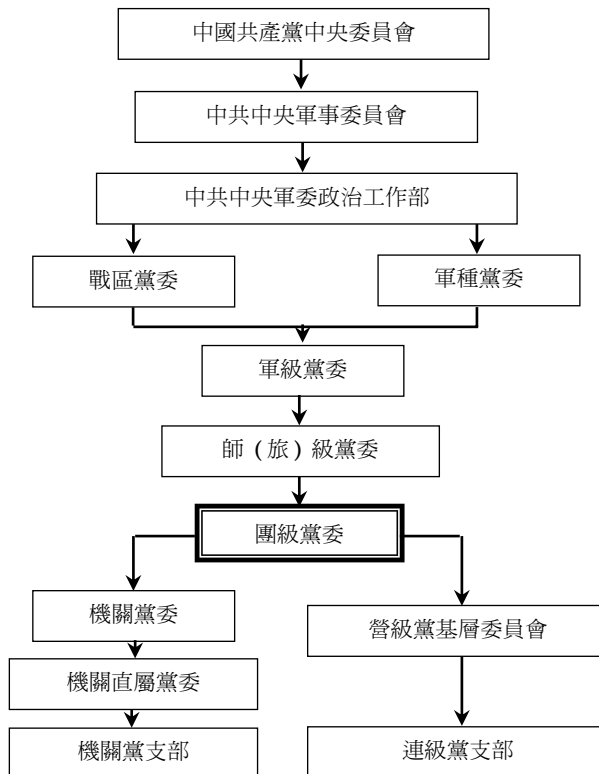 中國共產黨中央委員會
中共中央軍事委員會
中共中央軍委政治工作部
戰區黨委
軍種黨委
軍級黨委
師(旅)級黨委
團級黨委
機關黨委
營級黨基層委員會
機關直屬黨委
機關黨支部
連級黨支部